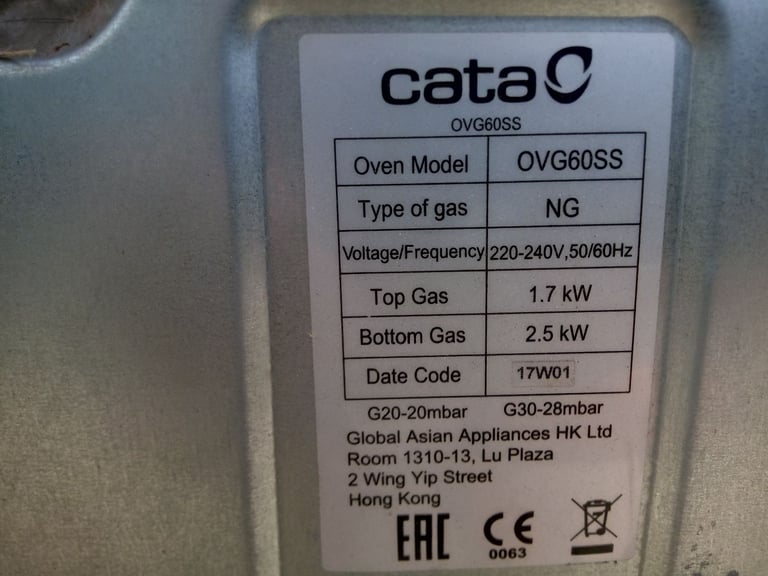 cata
OVG60SS
Oven Model OVG60SS
Type of gas NG
Voltage/Frequency 220-240V,50/60Hz
Top Gas 1.7 kW
Bottom Gas 2.5 kW
Date Code 17W01
G20-20mbar G30-28mbar
Global Asian Appliances HK Ltd
Room 1310-13, Lu Plaza
2 Wing Yip Street
Hong Kong
EAC CE
0063